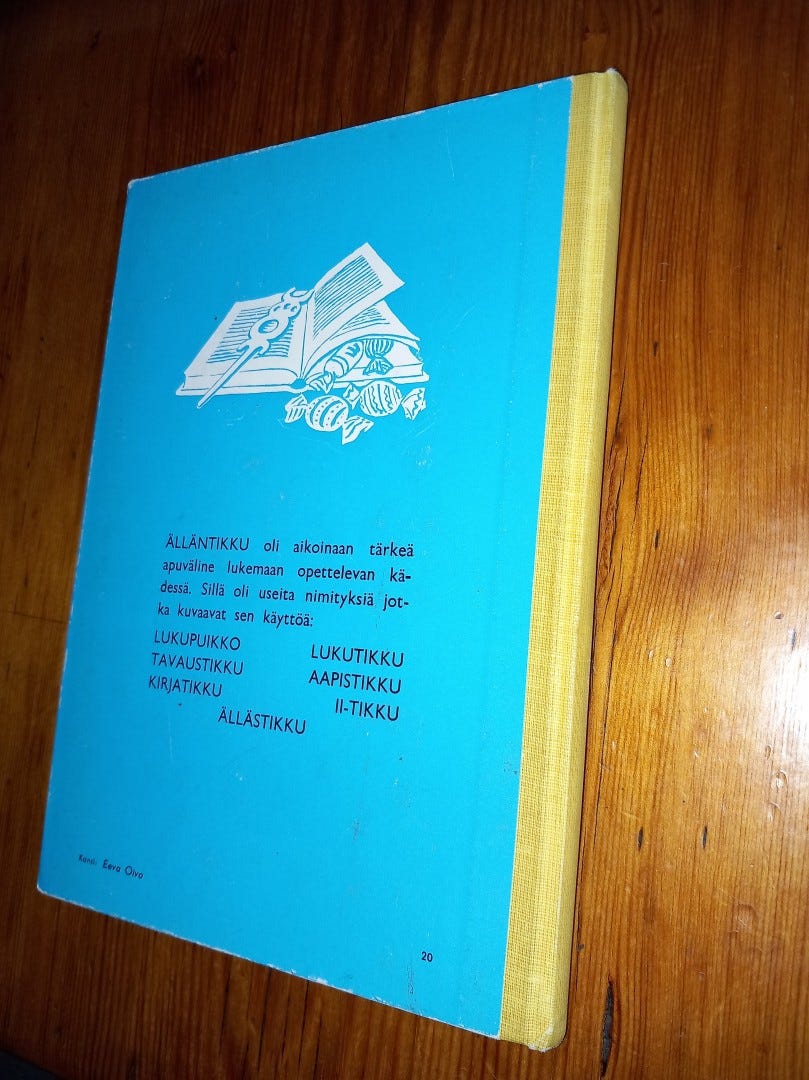 ÄLLÄNTIKKU oli aikoinaan tärkeä
apuväline lukemaan opettelevan kä-
dessä. Sillä oli useita nimityksiä jot-
ka kuvaavat sen käyttöä:
LUKUPUIKKO LUKUTIKKU
TAVAUSTIKKU AAPISTIKKU
KIRJATIKKU II-TIKKU
ÄLLÄSTIKKU
Kansi: Eeva Oivo
20